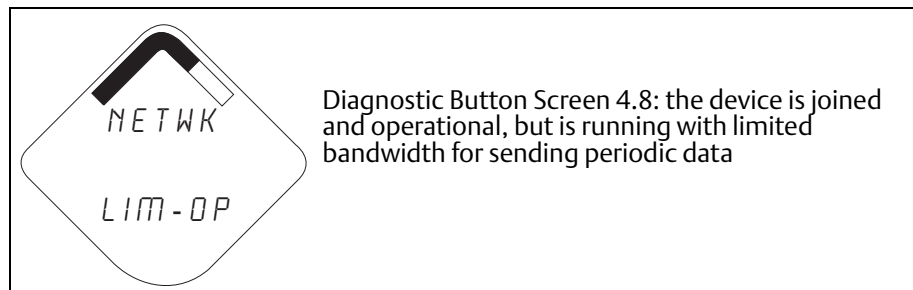 NETWK
LIM-OP
Diagnostic Button Screen 4.8: the device is joined
and operational, but is running with limited
bandwidth for sending periodic data